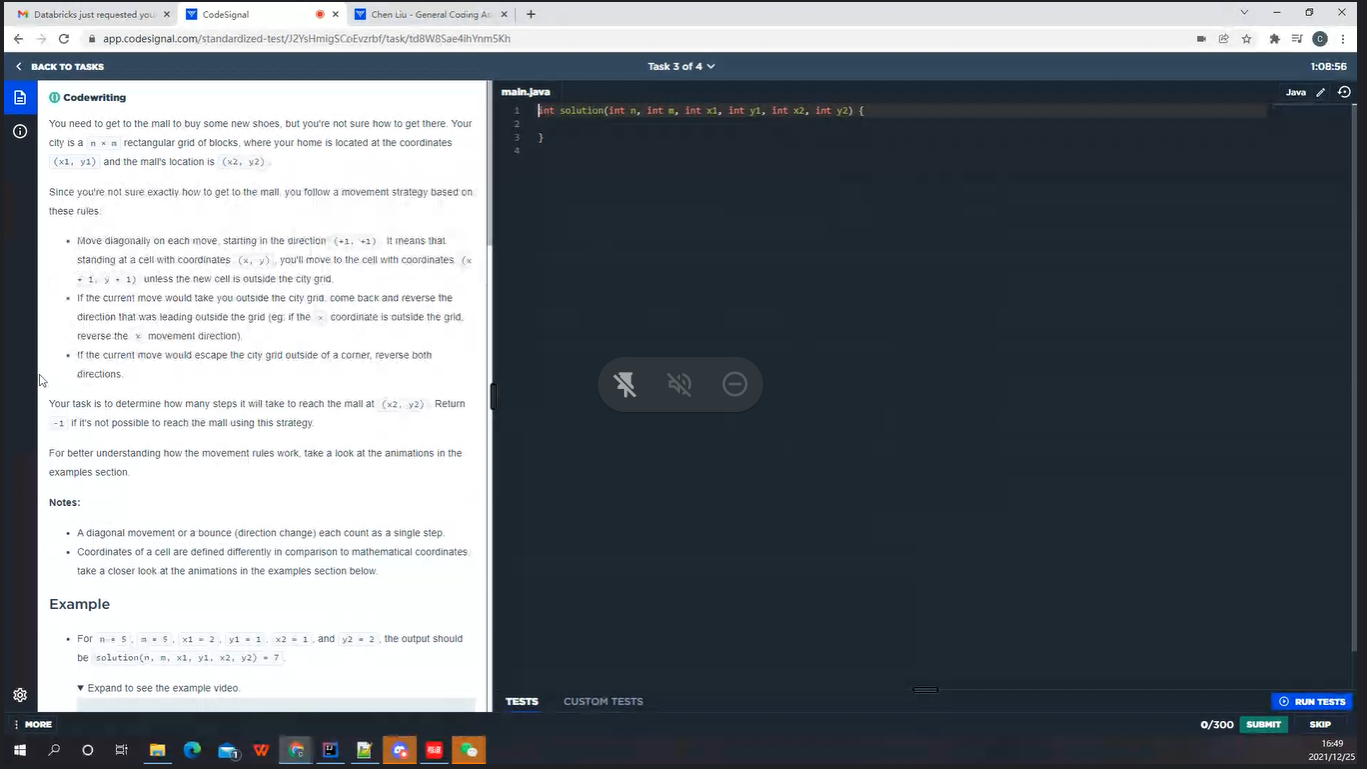 Databricks just requested you
CodeSignal
Chen Liu - General Coding As
app.codesignal.com/standardized-test/J2YsHmigSCoEvzrbf/task/td8W8Sae4ihYnm5Kh
BACK TO TASKS
Task 3 of 4
1:08:56
Codewriting
You need to get to the mall to buy some new shoes, but you're not sure how to get there. Your
city is a n × m rectangular grid of blocks, where your home is located at the coordinates
(x1, y1) and the mall's location is (x2, y2).
Since you're not sure exactly how to get to the mall, you follow a movement strategy based on
these rules:
• Move diagonally on each move, starting in the direction (+1, +1). It means that
standing at a cell with coordinates (x, y), you'll move to the cell with coordinates (x
+ 1, y + 1) unless the new cell is outside the city grid.
• If the current move would take you outside the city grid, come back and reverse the
direction that was leading outside the grid (eg: if the x coordinate is outside the grid,
reverse the x movement direction).
• If the current move would escape the city grid outside of a corner, reverse both
directions.
Your task is to determine how many steps it will take to reach the mall at (x2, y2). Return
-1 if it's not possible to reach the mall using this strategy.
For better understanding how the movement rules work, take a look at the animations in the
examples section.
Notes:
• A diagonal movement or a bounce (direction change) each count as a single step.
• Coordinates of a cell are defined differently in comparison to mathematical coordinates,
take a closer look at the animations in the examples section below.
Example
• For n = 5, m = 5, x1 = 2, y1 = 1, x2 = 1, and y2 = 2, the output should
be solution(n, m, x1, y1, x2, y2) = 7.
▼ Expand to see the example video.
MORE
main.java
Java
1 int solution(int n, int m, int x1, int y1, int x2, int y2) {
2
3 }
4
TESTS
CUSTOM TESTS
RUN TESTS
0/300
SUBMIT
SKIP
16:49
2021/12/25